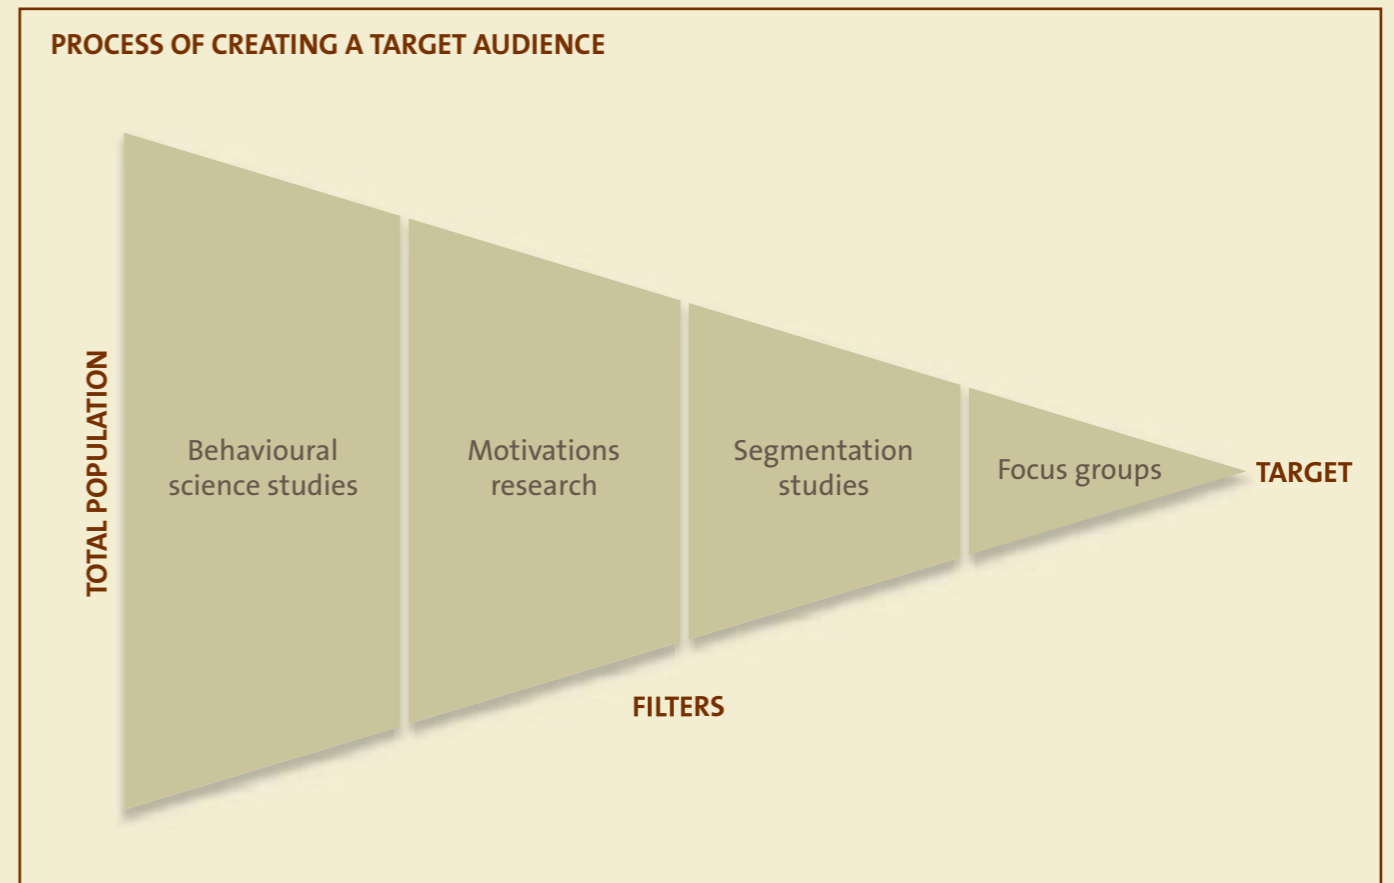 PROCESS OF CREATING A TARGET AUDIENCE
TOTAL POPULATION
Behavioural
science studies
Motivations
research
Segmentation
studies
Focus groups
TARGET
FILTERS